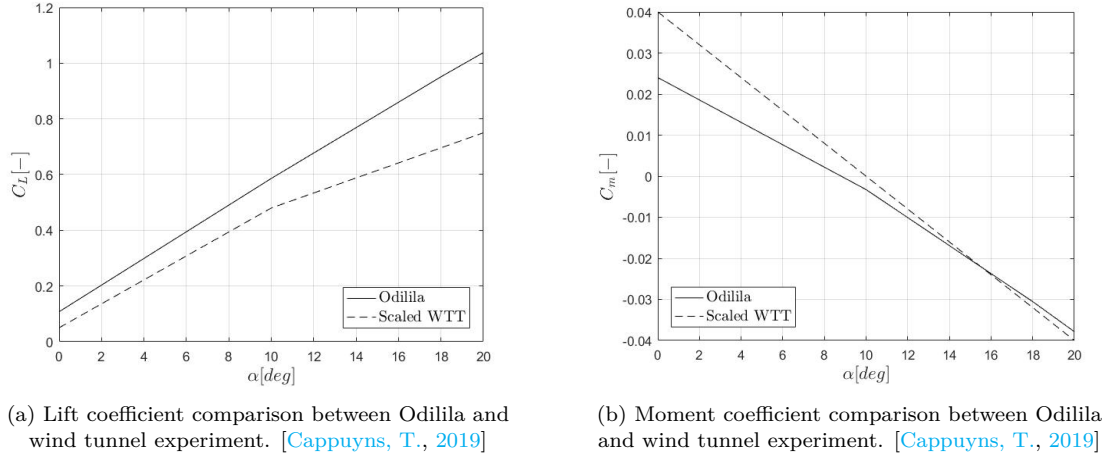 1.2
1
0.8
0.6
0.4
0.2
0
C_L[−]
0 2 4 6 8 10 12 14 16 18 20
α[deg]
Odilila
Scaled WTT
(a) Lift coefficient comparison between Odilila and
wind tunnel experiment. [Cappuyns, T., 2019]
0.04
0.03
0.02
0.01
0
-0.01
-0.02
-0.03
-0.04
C_m[−]
0 2 4 6 8 10 12 14 16 18 20
α[deg]
Odilila
Scaled WTT
(b) Moment coefficient comparison between Odilila
and wind tunnel experiment. [Cappuyns, T., 2019]